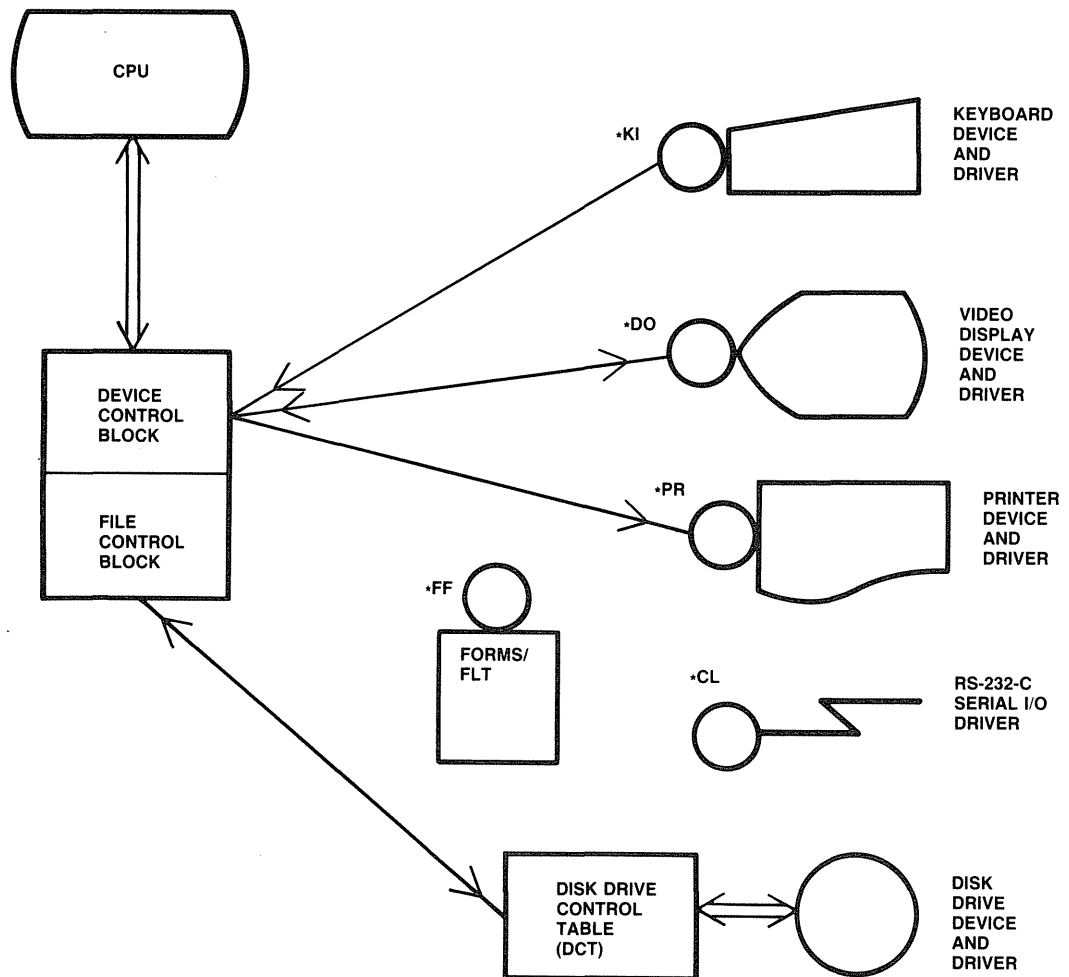 CPU
*KI
KEYBOARD
DEVICE
AND
DRIVER
*DO
VIDEO
DISPLAY
DEVICE
AND
DRIVER
DEVICE
CONTROL
BLOCK
FILE
CONTROL
BLOCK
*PR
PRINTER
DEVICE
AND
DRIVER
*FF
FORMS/
FLT
*CL
RS-232-C
SERIAL I/O
DRIVER
DISK DRIVE
CONTROL
TABLE
(DCT)
DISK
DRIVE
DEVICE
AND
DRIVER